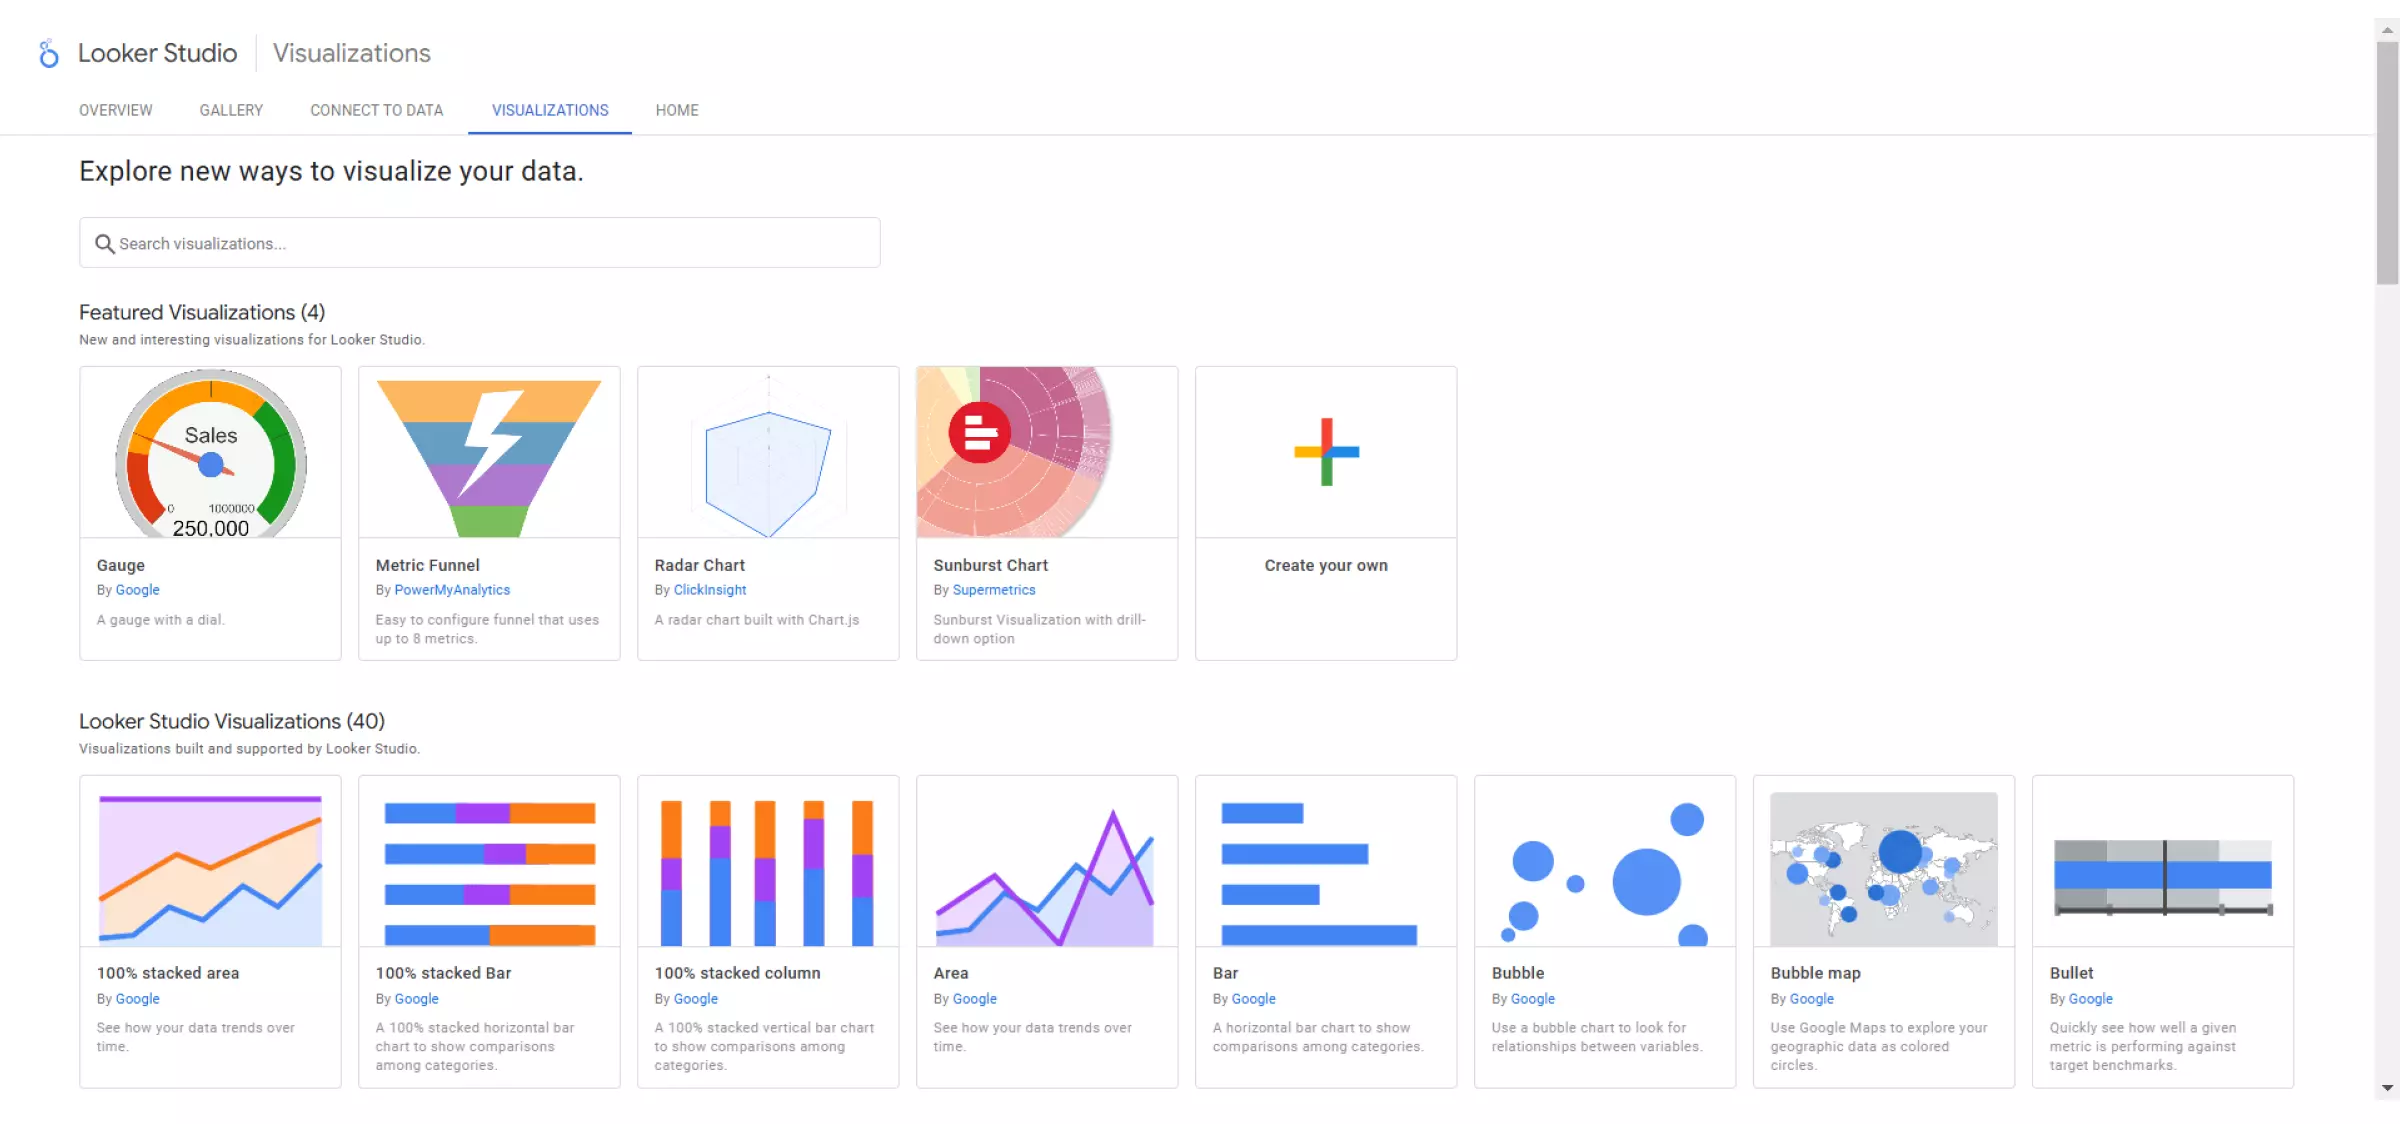 Looker Studio
Visualizations
OVERVIEW
GALLERY
CONNECT TO DATA
VISUALIZATIONS
HOME
Explore new ways to visualize your data.
Search visualizations...
Featured Visualizations (4)
New and interesting visualizations for Looker Studio.
Sales
0
1000000
250,000
Gauge
By Google
A gauge with a dial.
Metric Funnel
By PowerMyAnalytics
Easy to configure funnel that uses
up to 8 metrics.
Radar Chart
By ClickInsight
A radar chart built with Chart.js
Sunburst Chart
By Supermetrics
Sunburst Visualization with drill-
down option
Create your own
Looker Studio Visualizations (40)
Visualizations built and supported by Looker Studio.
100% stacked area
By Google
See how your data trends over
time.
100% stacked Bar
By Google
A 100% stacked horizontal bar
chart to show comparisons
among categories.
100% stacked column
By Google
A 100% stacked vertical bar chart
to show comparisons among
categories.
Area
By Google
See how your data trends over
time.
Bar
By Google
A horizontal bar chart to show
comparisons among categories.
Bubble
By Google
Use a bubble chart to look for
relationships between variables.
Bubble map
By Google
Use Google Maps to explore your
geographic data as colored
circles.
Bullet
By Google
Quickly see how well a given
metric is performing against
target benchmarks.